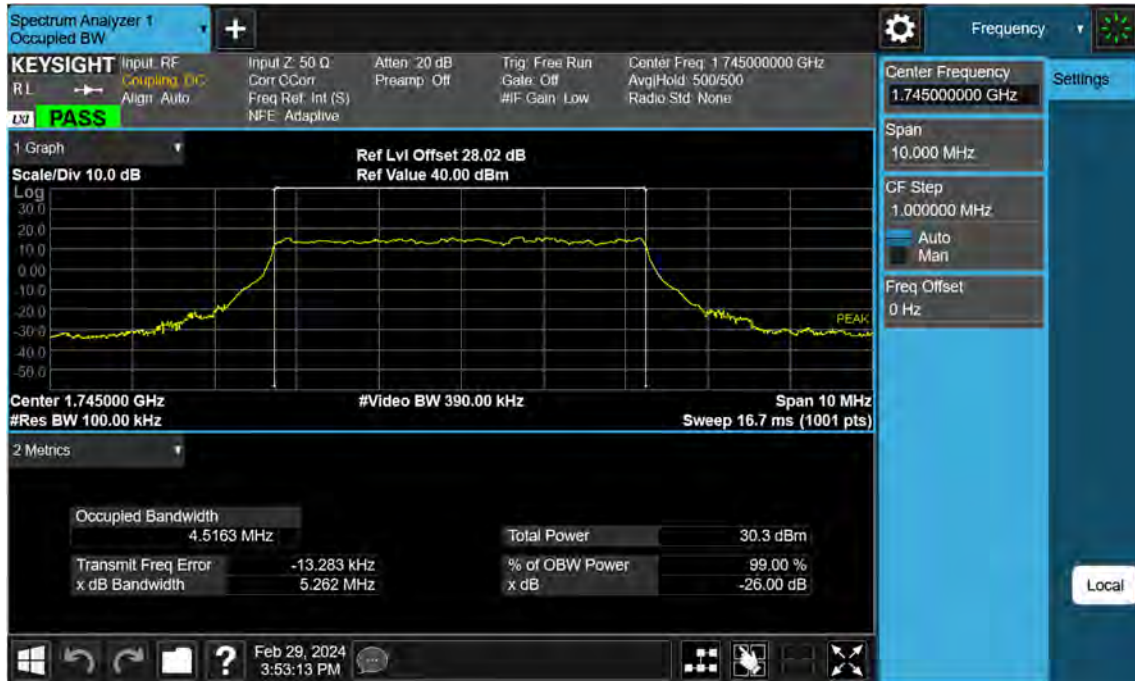 Spectrum Analyzer 1
Occupied BW
Frequency
KEYSIGHT
RL
LXI PASS
Input: RF
Coupling: DC
Align: Auto
Input Z: 50 Ω
Corr CCorr
Freq Ref: Int (S)
NFE: Adaptive
Atten: 20 dB
Preamp: Off
Trig: Free Run
Gate: Off
#IF Gain: Low
Center Freq: 1.745000000 GHz
Avg|Hold: 500/500
Radio Std: None
Center Frequency
1.745000000 GHz
Settings
Span
10.000 MHz
CF Step
1.000000 MHz
Auto
Man
Freq Offset
0 Hz
1 Graph
Scale/Div 10.0 dB
Ref Lvl Offset 28.02 dB
Ref Value 40.00 dBm
Log
30.0
20.0
10.0
0.00
-10.0
-20.0
-30.0
-40.0
-50.0
PEAK
Center 1.745000 GHz
#Video BW 390.00 kHz
Span 10 MHz
#Res BW 100.00 kHz
Sweep 16.7 ms (1001 pts)
2 Metrics
Occupied Bandwidth
4.5163 MHz
Total Power 30.3 dBm
Transmit Freq Error -13.283 kHz
% of OBW Power 99.00 %
x dB Bandwidth 5.262 MHz
x dB -26.00 dB
Local
?
Feb 29, 2024
3:53:13 PM